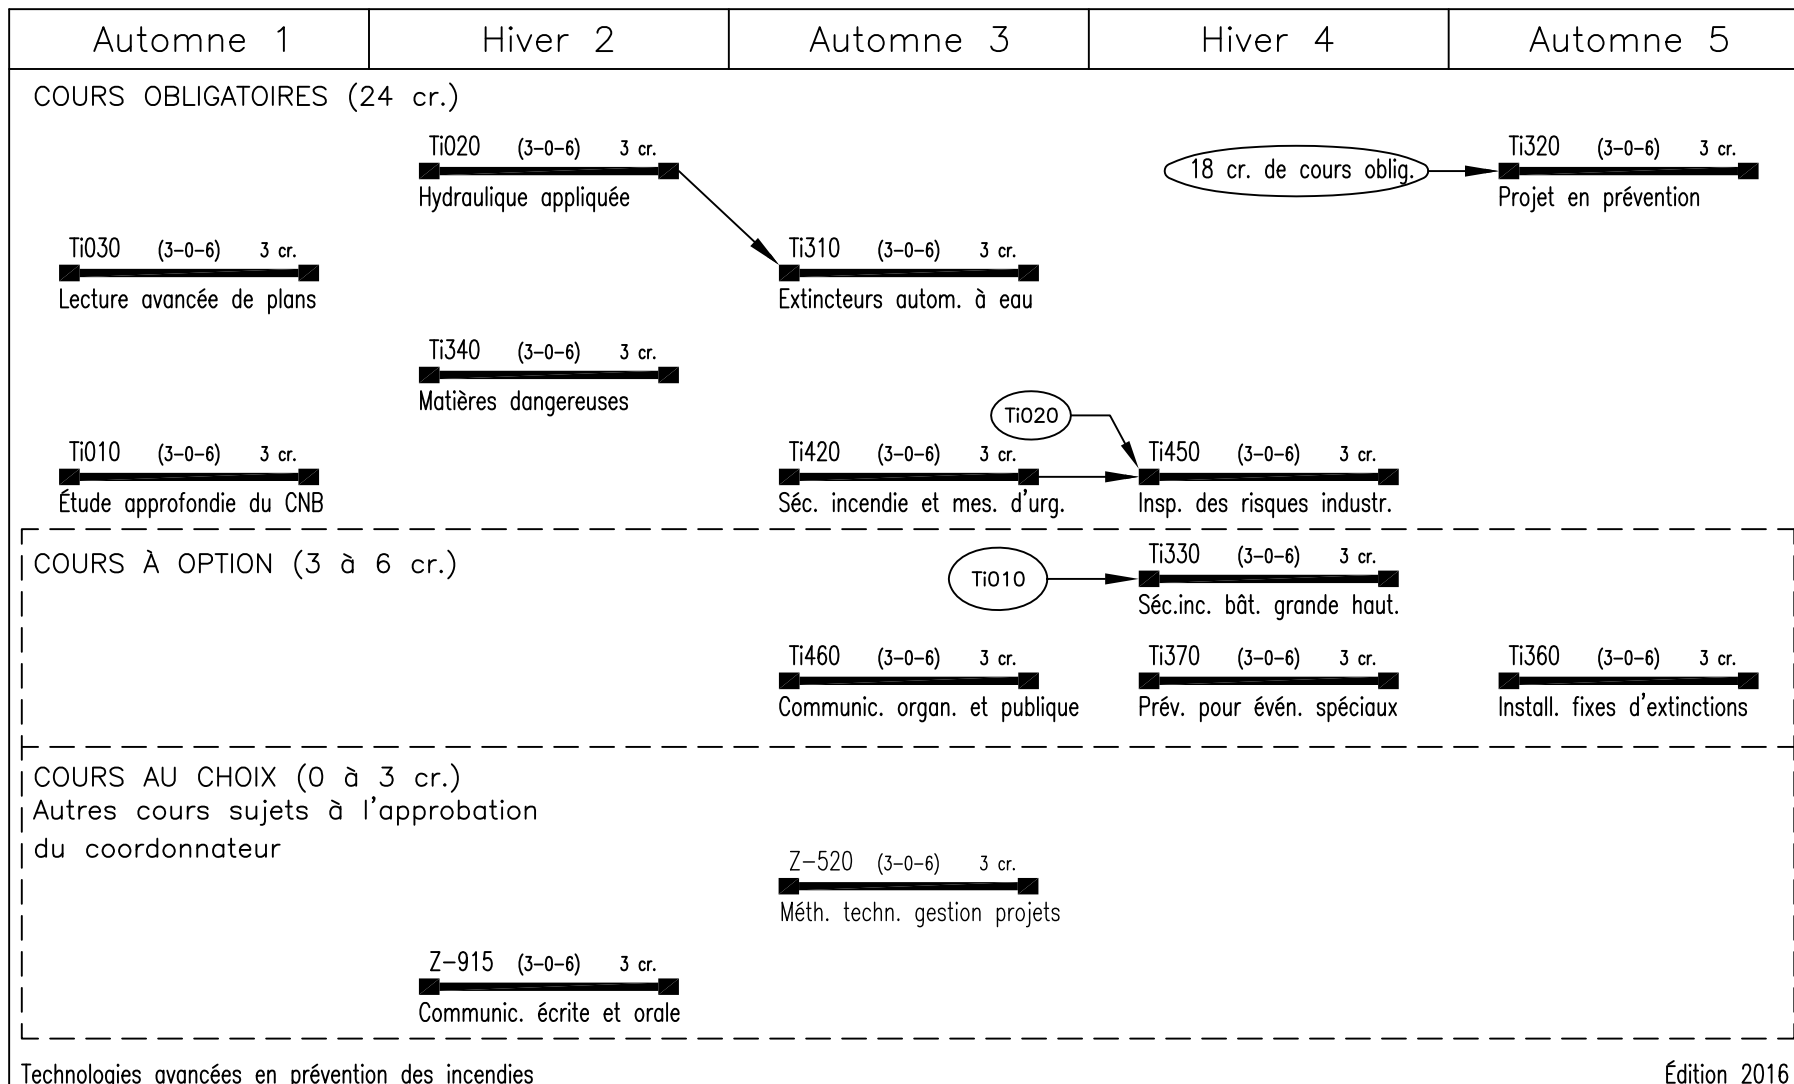 Automne 1
Hiver 2
Automne 3
Hiver 4
Automne 5
COURS OBLIGATOIRES (24 cr.)
Ti020 (3-0-6) 3 cr.
Hydraulique appliquée
18 cr. de cours oblig.
Ti320 (3-0-6) 3 cr.
Projet en prévention
Ti030 (3-0-6) 3 cr.
Lecture avancée de plans
Ti310 (3-0-6) 3 cr.
Extincteurs autom. à eau
Ti340 (3-0-6) 3 cr.
Matières dangereuses
Ti020
Ti010 (3-0-6) 3 cr.
Étude approfondie du CNB
Ti420 (3-0-6) 3 cr.
Séc. incendie et mes. d'urg.
Ti450 (3-0-6) 3 cr.
Insp. des risques industr.
COURS À OPTION (3 à 6 cr.)
Ti010
Ti330 (3-0-6) 3 cr.
Séc.inc. bât. grande haut.
Ti460 (3-0-6) 3 cr.
Communic. organ. et publique
Ti370 (3-0-6) 3 cr.
Prév. pour évén. spéciaux
Ti360 (3-0-6) 3 cr.
Install. fixes d'extinctions
COURS AU CHOIX (0 à 3 cr.)
Autres cours sujets à l'approbation
du coordonnateur
Z-520 (3-0-6) 3 cr.
Méth. techn. gestion projets
Z-915 (3-0-6) 3 cr.
Communic. écrite et orale
Technologies avancées en prévention des incendies
Édition 2016